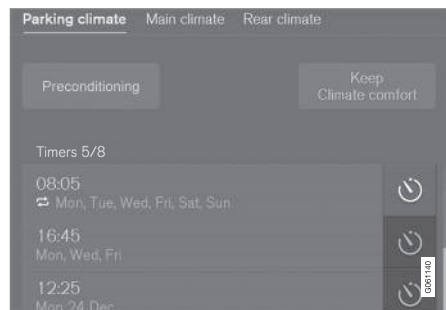 Parking climate Main climate Rear climate
Preconditioning
Keep
Climate comfort
Timers 5/8
08:05
Mon, Tue, Wed, Fri, Sat, Sun
16:45
Mon, Wed, Fri
12:25
Mon 24 Dec
G061140